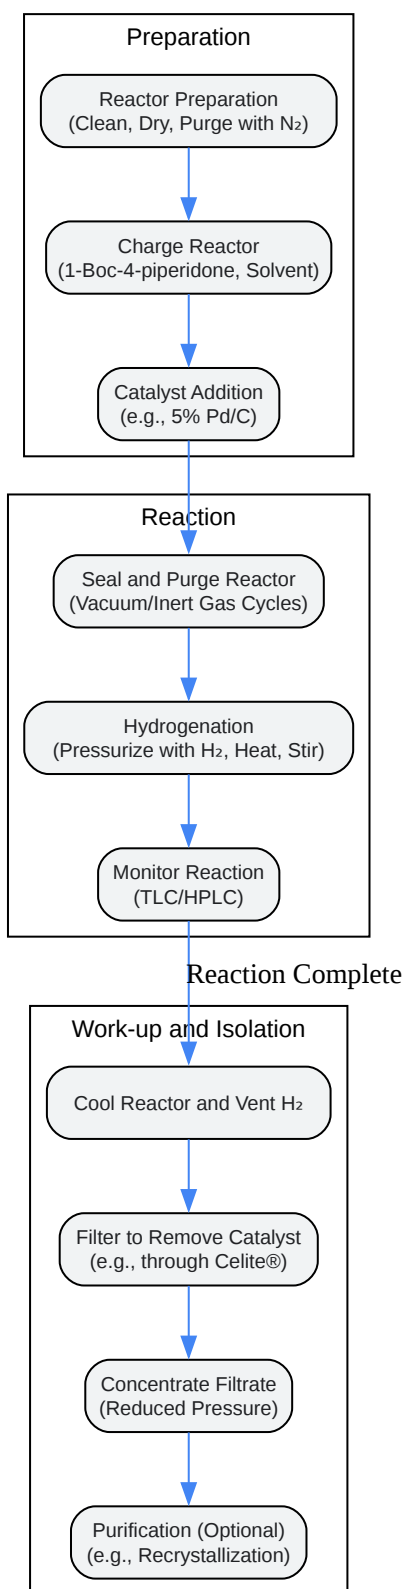 Preparation
Reactor Preparation
(Clean, Dry, Purge with N₂)
Charge Reactor
(1-Boc-4-piperidone, Solvent)
Catalyst Addition
(e.g., 5% Pd/C)
Reaction
Seal and Purge Reactor
(Vacuum/Inert Gas Cycles)
Hydrogenation
(Pressurize with H₂, Heat, Stir)
Monitor Reaction
(TLC/HPLC)
Reaction Complete
Work-up and Isolation
Cool Reactor and Vent H₂
Filter to Remove Catalyst
(e.g., through Celite®)
Concentrate Filtrate
(Reduced Pressure)
Purification (Optional)
(e.g., Recrystallization)